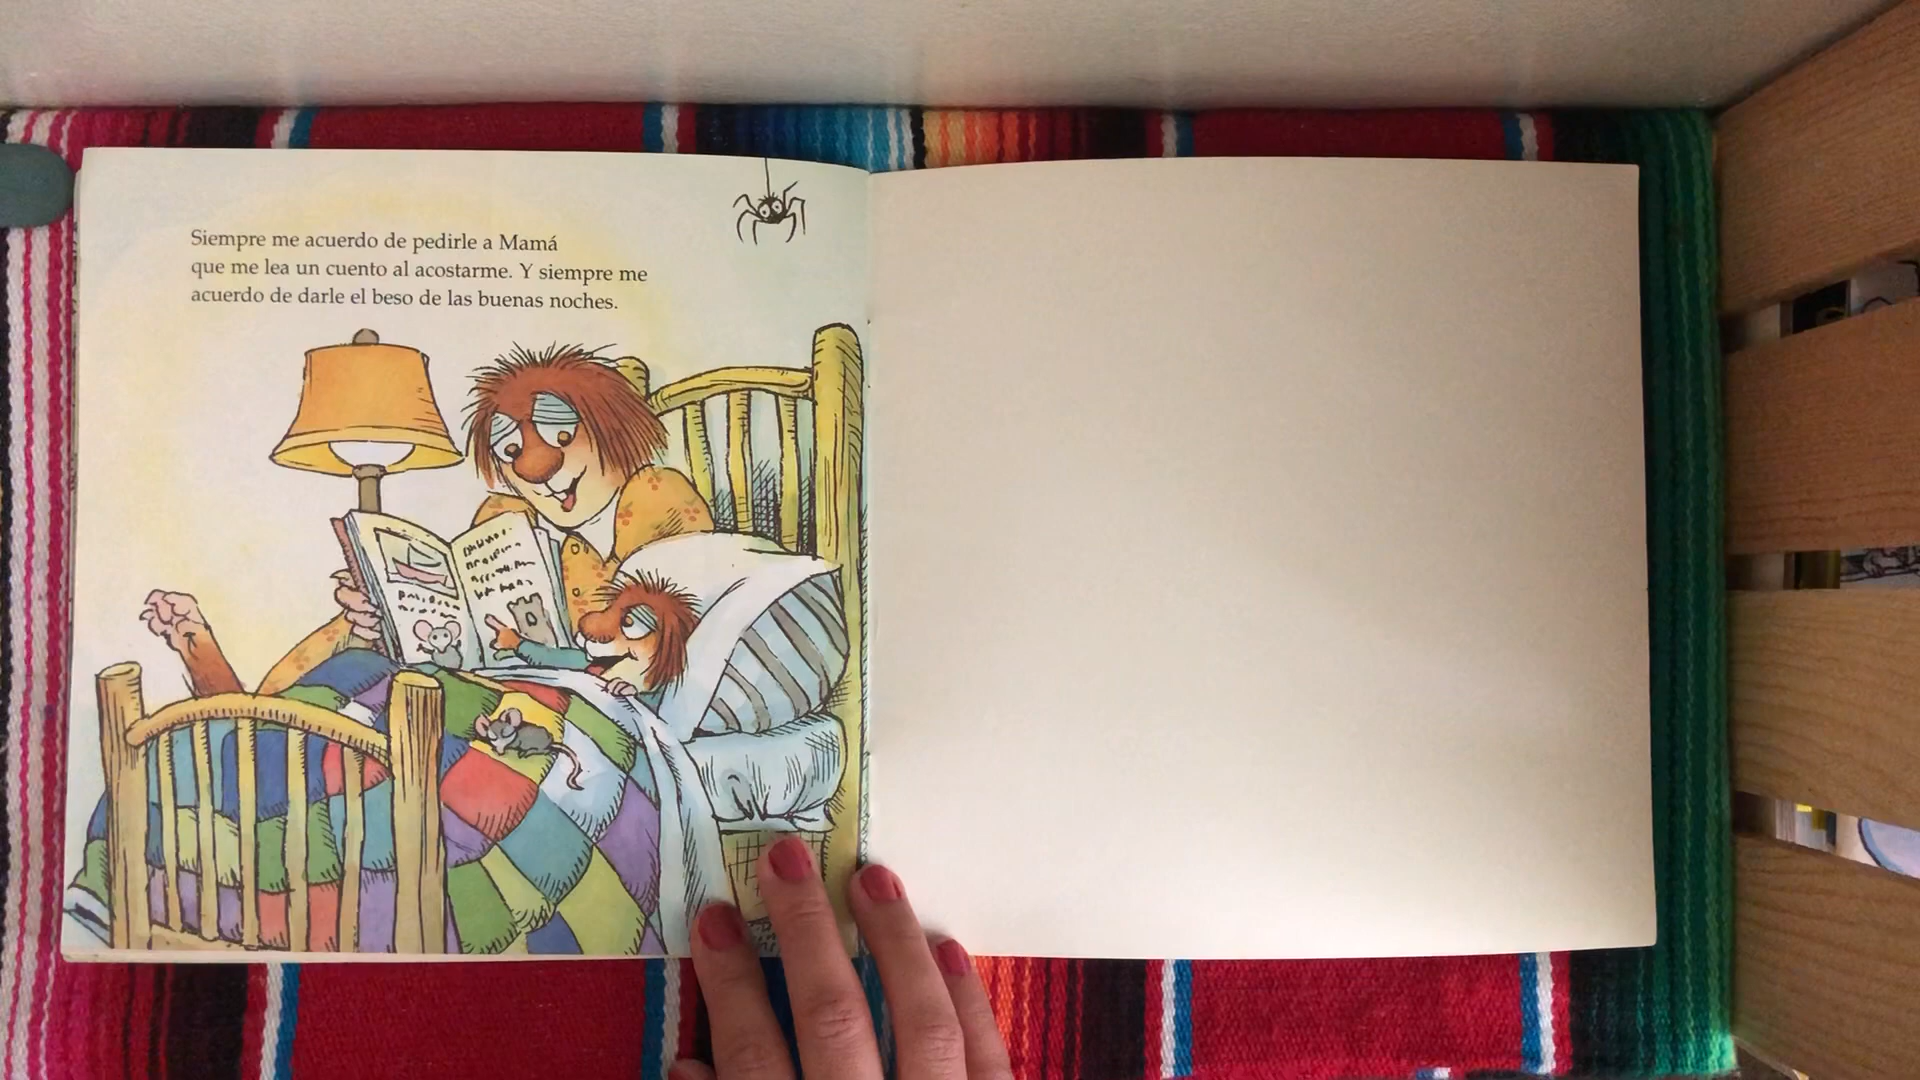 Siempre me acuerdo de pedirle a Mamá
que me lea un cuento al acostarme. Y siempre me
acuerdo de darle el beso de las buenas noches.